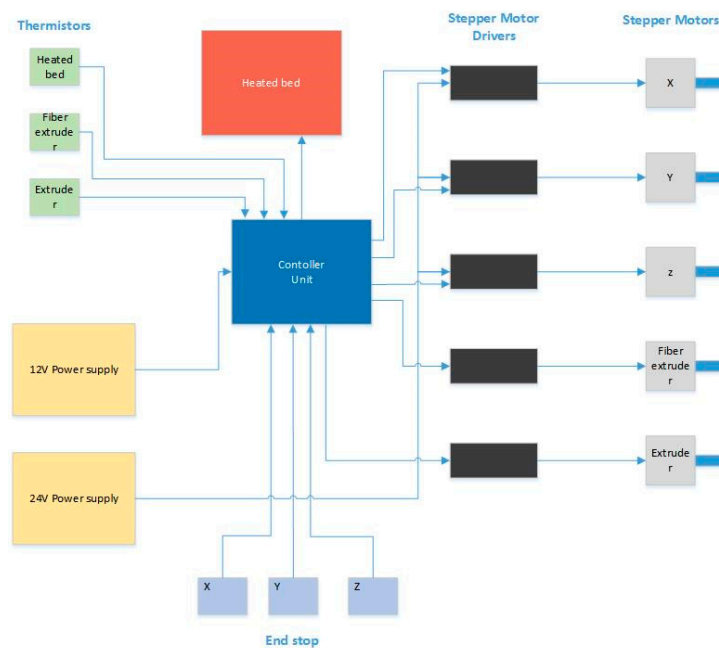 Thermistors
Stepper Motor
Drivers
Stepper Motors
Heated
bed
Heated bed
X
Fiber
extrude
r
Extrude
r
Y
Contoller
Unit
z
12V Power supply
Fiber
extrude
r
24V Power supply
Extrude
r
X
Y
Z
End stop